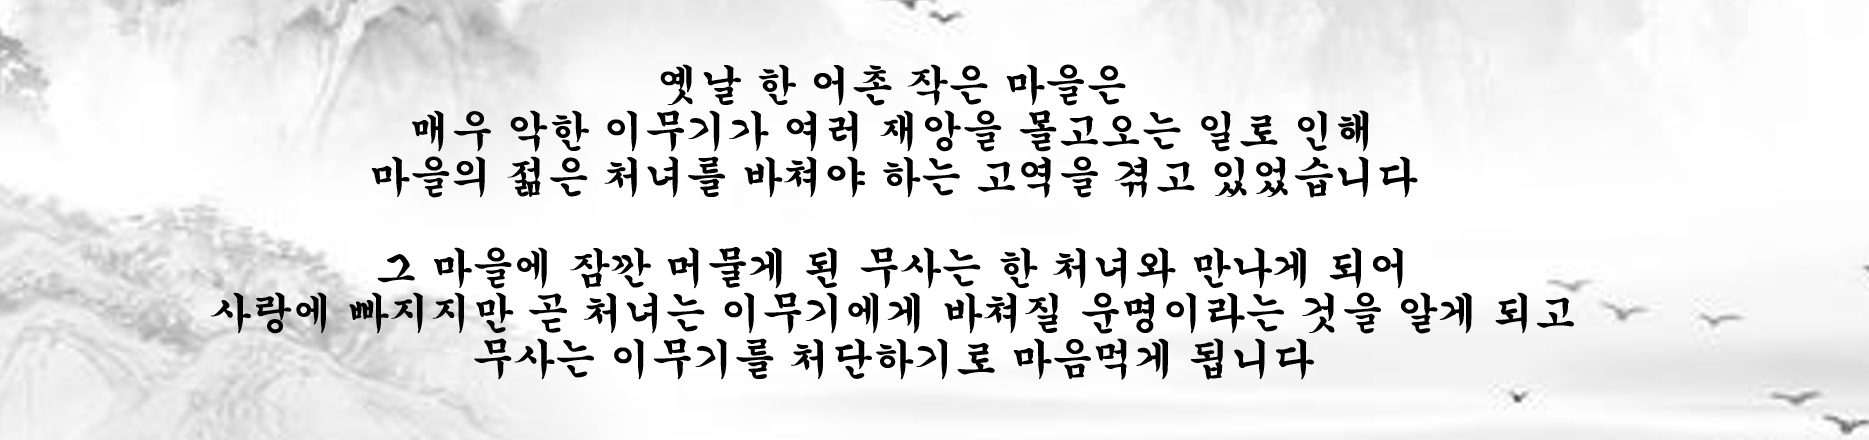 옛날 한 어촌 작은 마을은
매우 악한 이무기가 여러 재앙을 몰고오는 일로 인해
마을의 젊은 처녀를 바쳐야 하는 고역을 겪고 있었습니다
그 마을에 잠깐 머물게 된 무사는 한 처녀와 만나게 되어
사랑에 빠지지만 곧 처녀는 이무기에게 바쳐질 운명이라는 것을 알게 되고
무사는 이무기를 처단하기로 마음먹게 됩니다